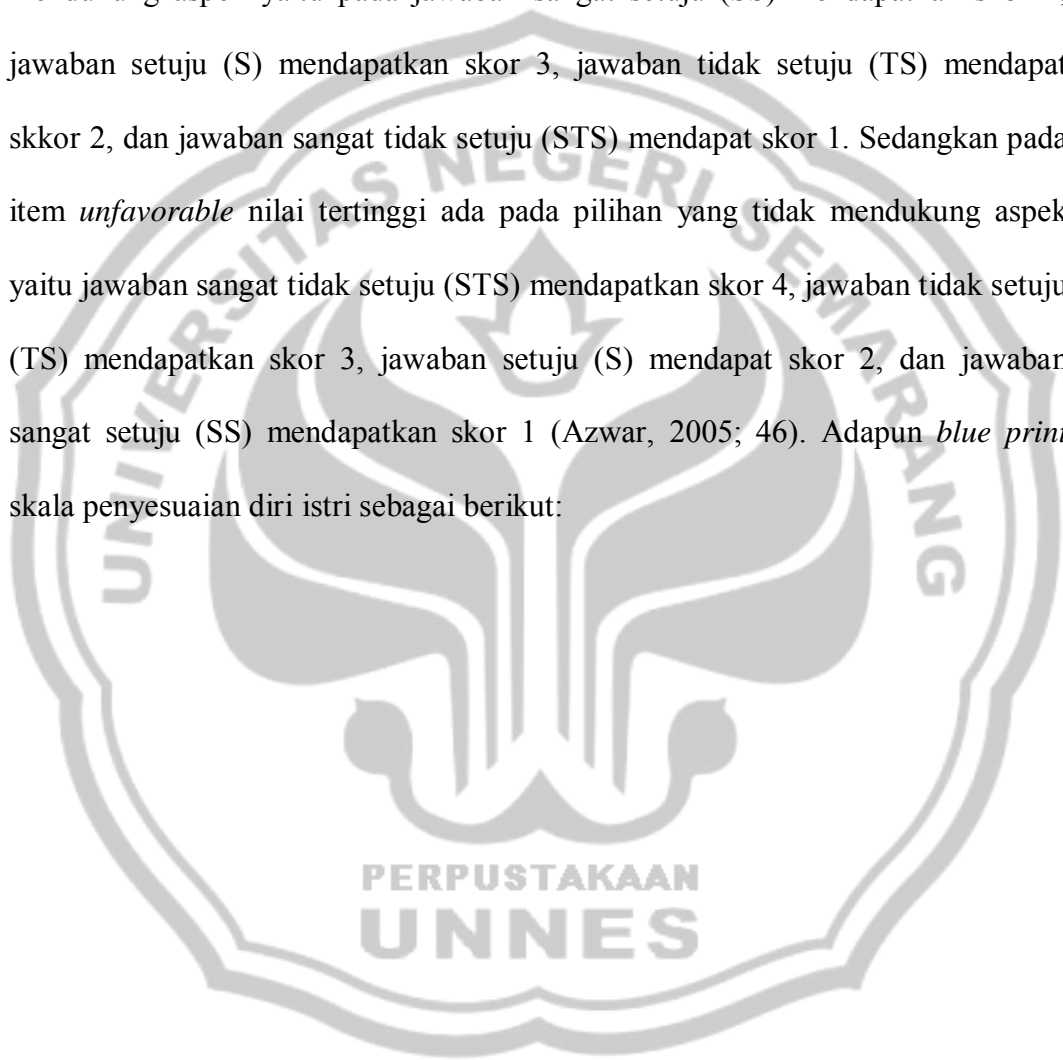 jawaban setuju (S) mendapatkan skor 3, jawaban tidak setuju (TS) mendapat
skkor 2, dan jawaban sangat tidak setuju (STS) mendapat skor 1. Sedangkan pada
item unfavorable nilai tertinggi ada pada pilihan yang tidak mendukung aspek
yaitu jawaban sangat tidak setuju (STS) mendapatkan skor 4, jawaban tidak setuju
(TS) mendapatkan skor 3, jawaban setuju (S) mendapat skor 2, dan jawaban
sangat setuju (SS) mendapatkan skor 1 (Azwar, 2005; 46). Adapun blue print
skala penyesuaian diri istri sebagai berikut:
UNIVERSITAS NEGERI SEMARANG
PERPUSTAKAAN
UNNES